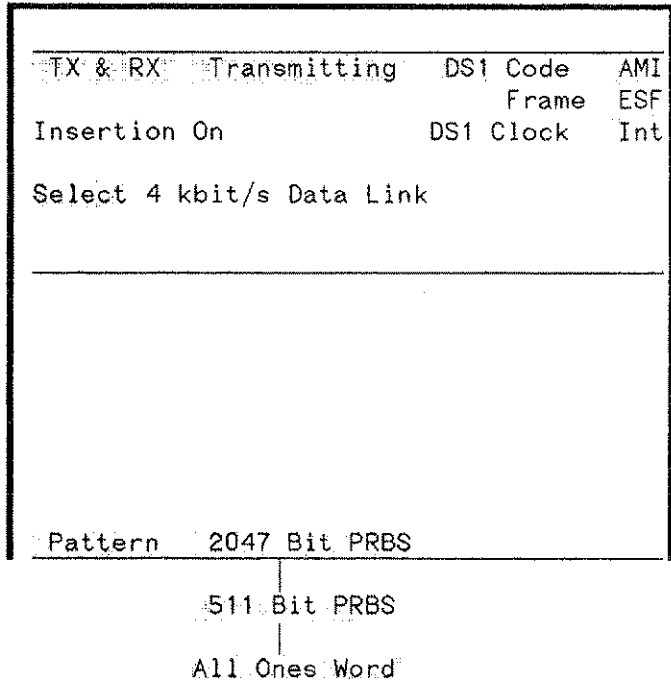 TX & RX Transmitting DS1 Code AMI
Frame ESF
Insertion On DS1 Clock Int
Select 4 kbit/s Data Link
Pattern 2047 Bit PRBS
511 Bit PRBS
All Ones Word